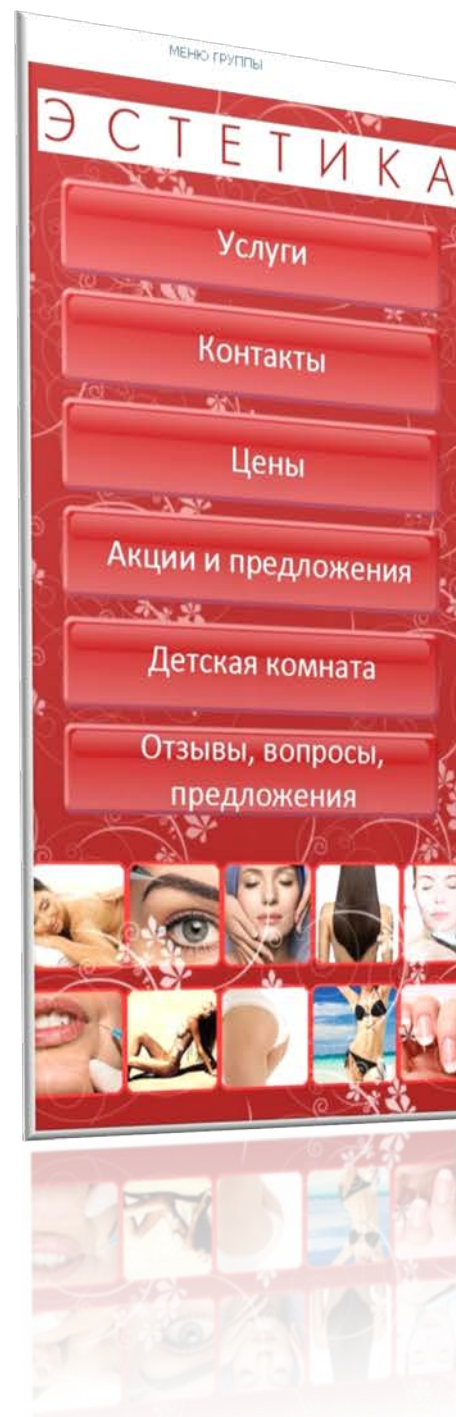 МЕНЮ ГРУППЫ
ЭСТЕТИКА
Услуги
Контакты
Цены
Акции и предложения
Детская комната
Отзывы, вопросы,
предложения